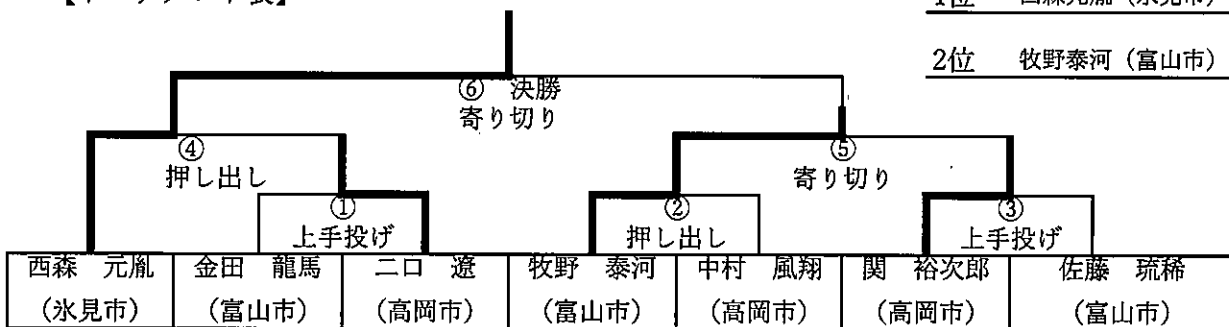 2位 牧野泰河（富山市）
⑥ 決勝
寄り切り
④
押し出し
⑤
寄り切り
①
上手投げ
②
押し出し
③
上手投げ
西森 元胤 金田 龍馬 二口 遼 牧野 泰河 中村 風翔 関 裕次郎 佐藤 琉稀
（氷見市） （富山市） （高岡市） （富山市） （高岡市） （高岡市） （富山市）